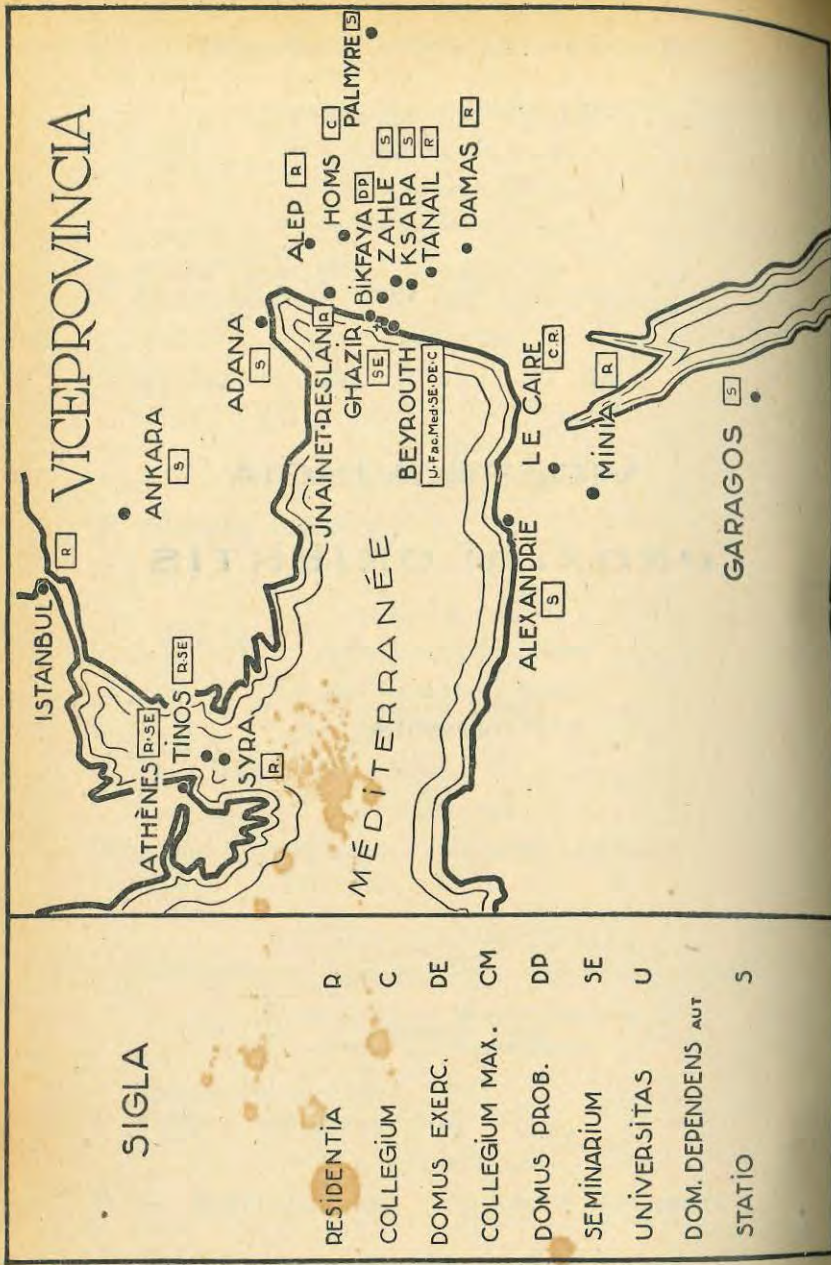 SIGLA
RESIDENTIA R
COLLEGIUM C
DOMUS EXERC. DE
COLLEGIUM MAX. CM
DOMUS PROB. DP
SEMINARIUM SE
UNIVERSITAS U
DOM. DEPENDENS AUT
STATIO S
VICEPROVINCIA
ISTANBUL
R
ANKARA
S
ATHÈNES R·SE
TINOS R·SE
SYRA
R.
ADANA
S
ALEP R
HOMS C
PALMYRE S
JNAINET·RESLAN R
GHAZIR
SE
BIKFAYA DP
ZAHLE S
KSARA S
TANAIL R
DAMAS R
BEYROUTH
U·Fac.Med·SE·DE·C
MÉDITERRANÉE
LE CAIRE
C.R.
ALEXANDRIE
S
MINIA R
GARAGOS S